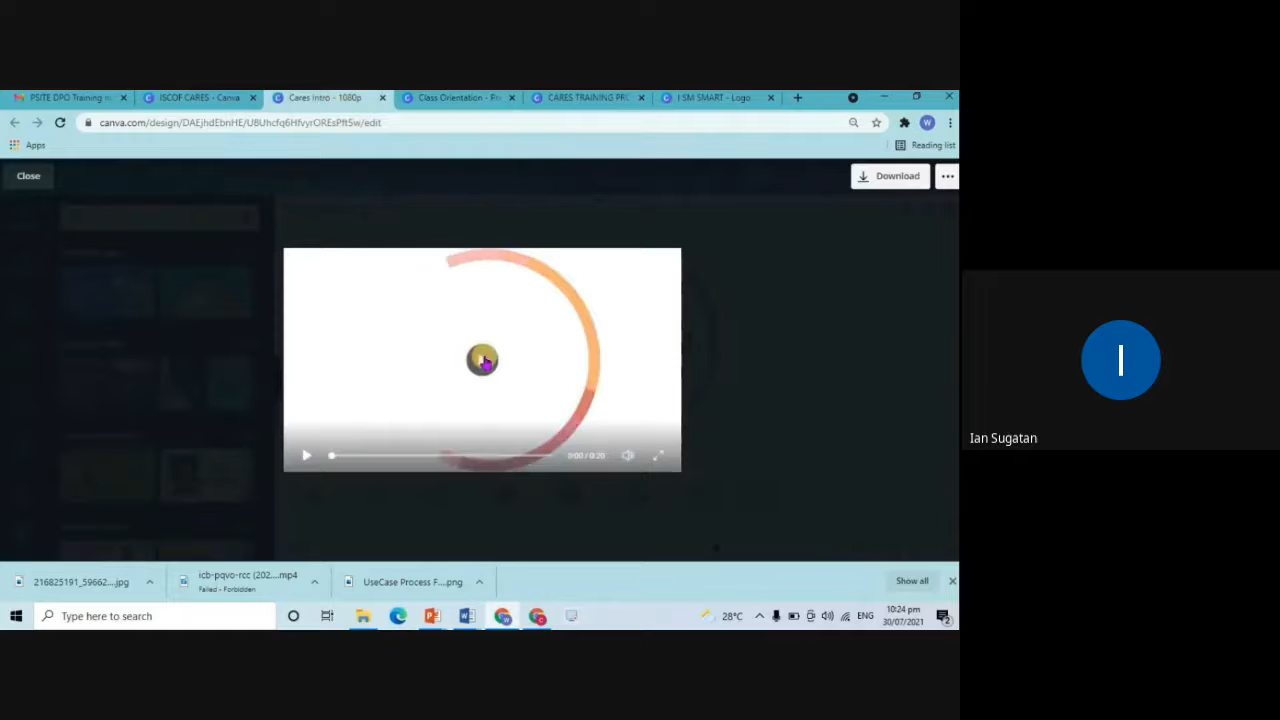 PSITE DPO Training
ISCOF CARES - Canva
Cares Intro - 1080p
Class Orientation - Pre
CARES TRAINING PR
I SM SMART - Logo
canva.com/design/DAEjhdEbnHE/UBUhcfq6HfvyrOREsPft5w/edit
Apps
Reading list
Close
Download
0:00 / 0:20
I
Ian Sugatan
216825191_59662....jpg
icb-pqvo-rcc (202....mp4
Failed - Forbidden
UseCase Process F....png
Show all
Type here to search
28°C
ENG
10:24 pm
30/07/2021
2
W